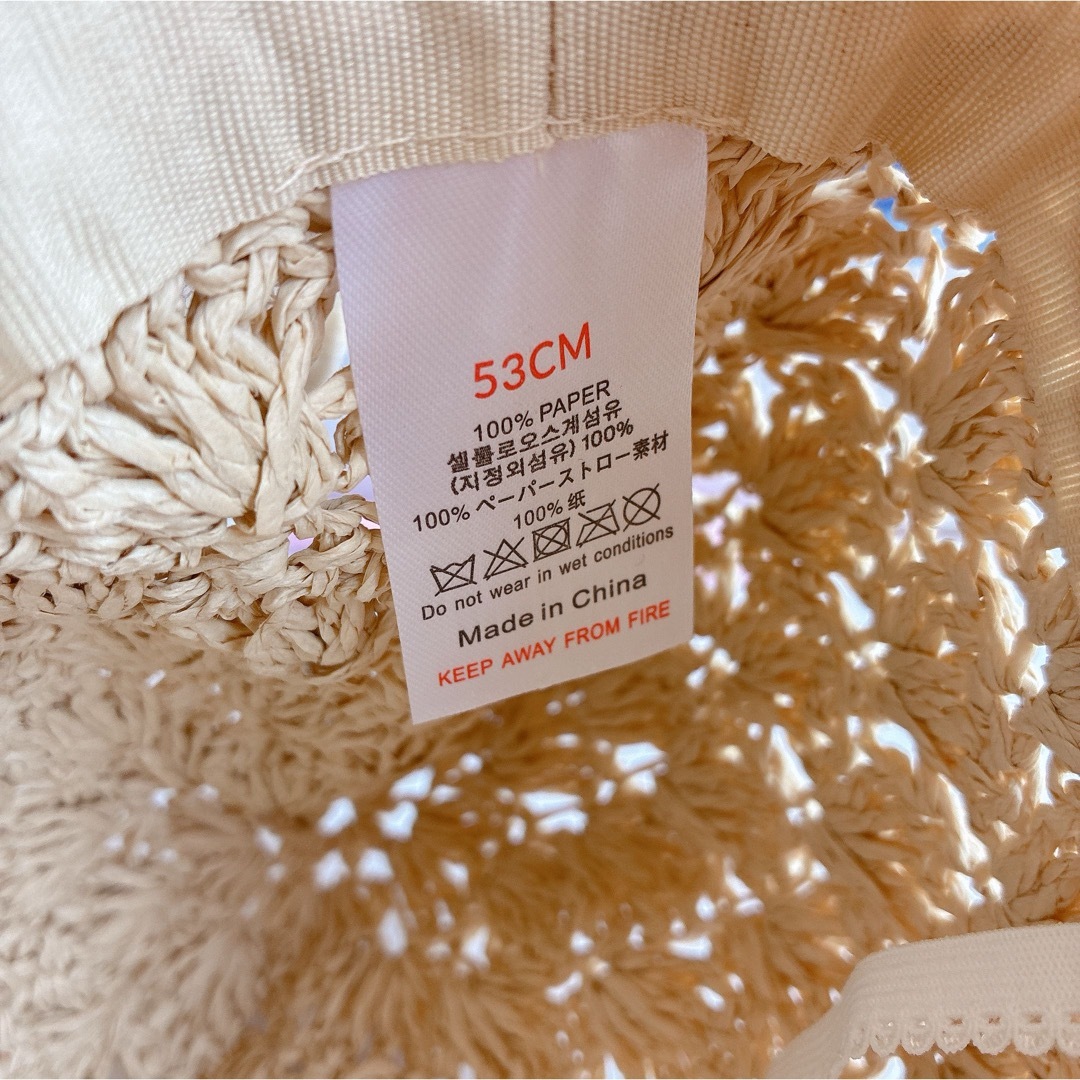 53CM
100% PAPER
셀룰로오스계섬유
(지정외섬유) 100%
100% ペーパーストロー素材
100% 纸
Do not wear in wet conditions
Made in China
KEEP AWAY FROM FIRE